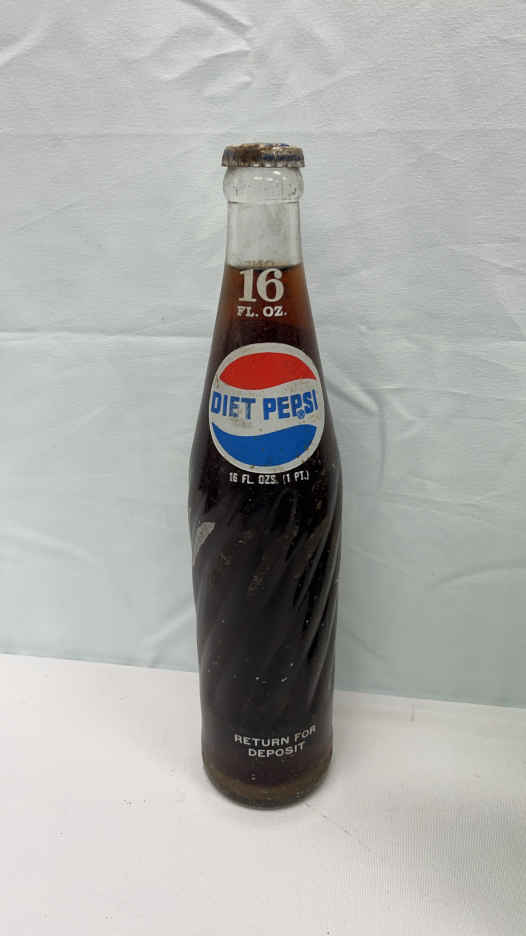 16
FL. OZ.
DIET PEPSI
®
16 FL. OZS. (1 PT.)
RETURN FOR
DEPOSIT